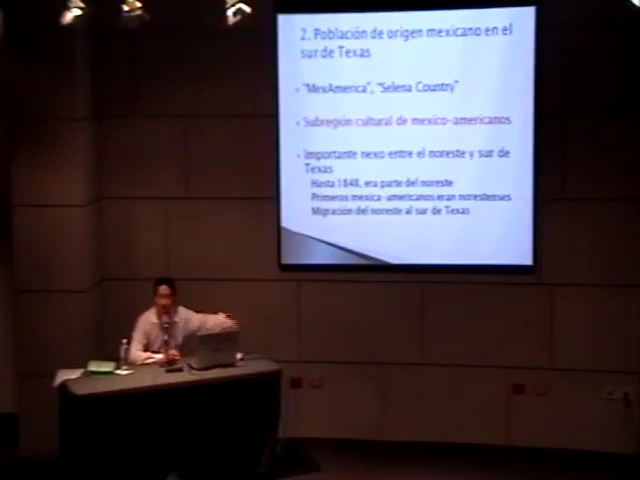 2. Población de origen mexicano en el
sur de Texas
"MexAmerica", "Selena Country"
Subregión cultural de mexico-americanos
Importante nexo entre el noreste y sur de
Texas
Hasta 1848, era parte del noreste
Primeros mexica-americanos eran norestenses
Migración del noreste al sur de Texas